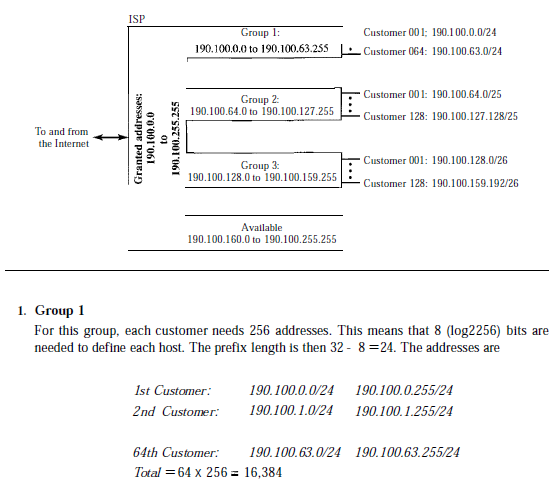 ISP
Group 1:
190.100.0.0 to 190.100.63.255
Customer 001: 190.100.0.0/24
Customer 064: 190.100.63.0/24
Group 2:
190.100.64.0 to 190.100.127.255
Customer 001: 190.100.64.0/25
Customer 128: 190.100.127.128/25
To and from
the Internet
Granted addresses:
190.100.0.0
to
190.100.255.255
Group 3:
190.100.128.0 to 190.100.159.255
Customer 001: 190.100.128.0/26
Customer 128: 190.100.159.192/26
Available
190.100.160.0 to 190.100.255.255
1. Group 1
For this group, each customer needs 256 addresses. This means that 8 (log2256) bits are
needed to define each host. The prefix length is then 32 - 8 =24. The addresses are
1st Customer: 190.100.0.0/24 190.100.0.255/24
2nd Customer: 190.100.1.0/24 190.100.1.255/24
64th Customer: 190.100.63.0/24 190.100.63.255/24
Total =64 X 256 = 16,384